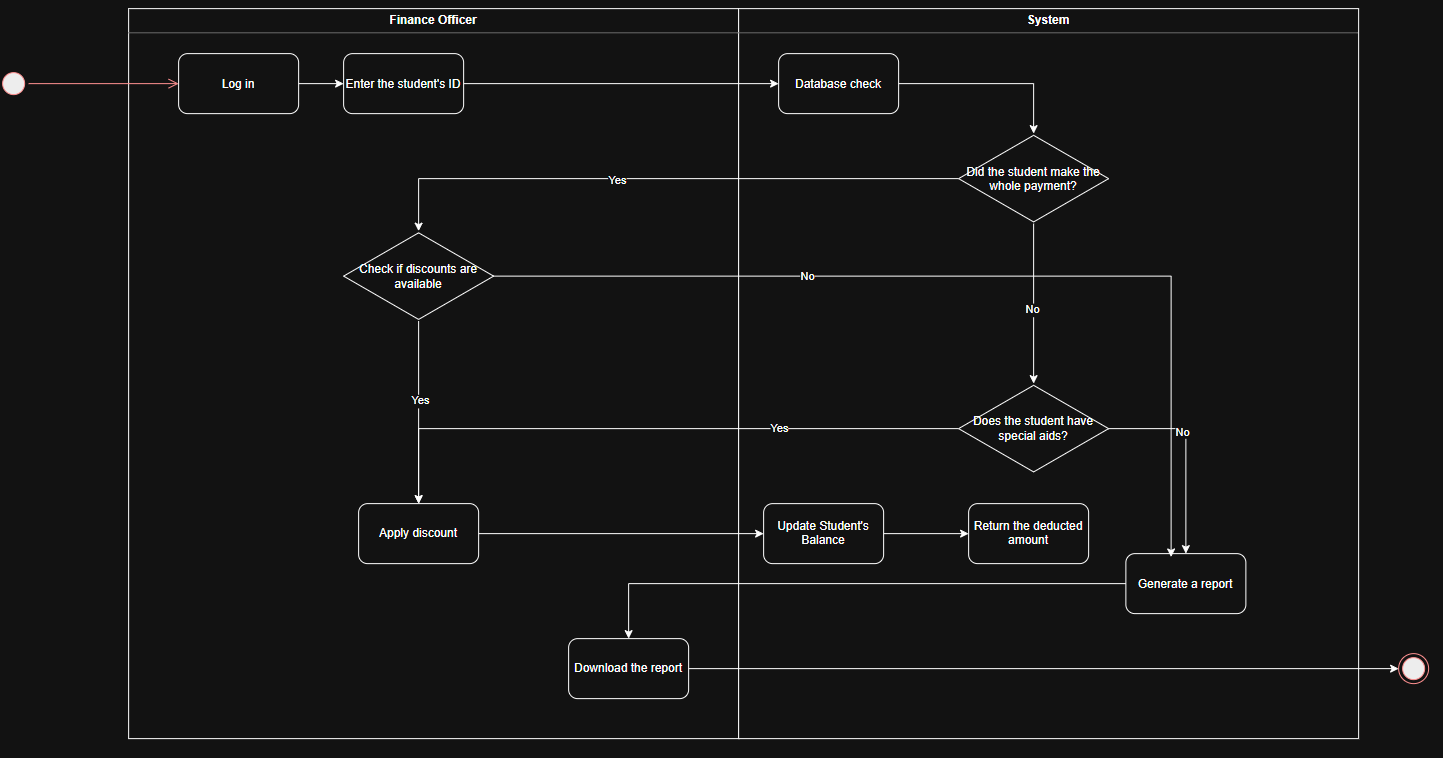 Finance Officer
System
Log in
Enter the student's ID
Database check
Did the student make the
whole payment?
Yes
Check if discounts are
available
No
No
Yes
Does the student have
special aids?
Yes
No
Apply discount
Update Student's
Balance
Return the deducted
amount
Generate a report
Download the report